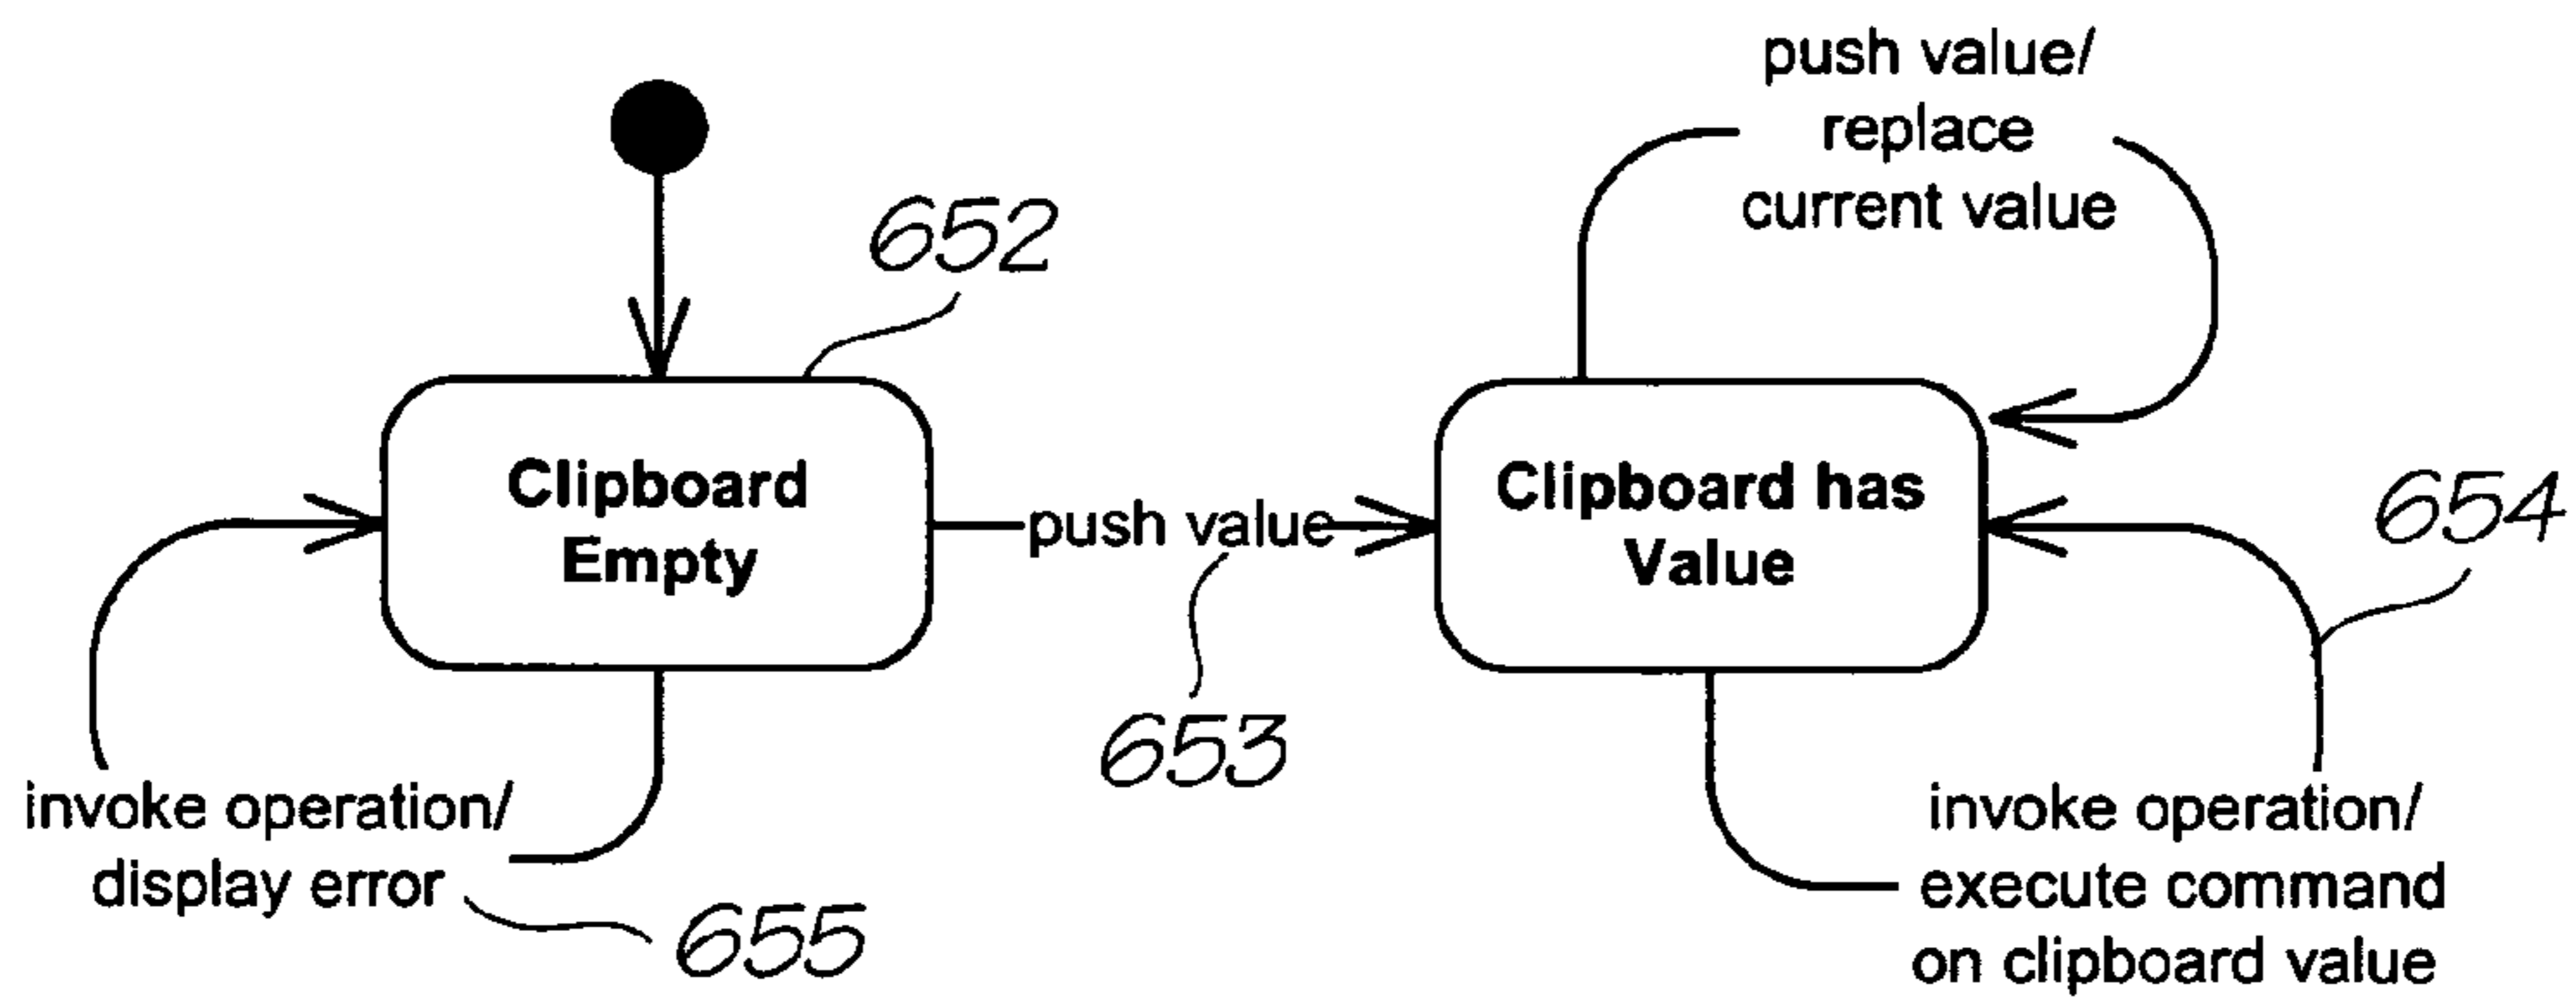 push value/
replace
current value
652
Clipboard
Empty
push value
Clipboard has
Value
654
653
invoke operation/
display error
655
invoke operation/
execute command
on clipboard value